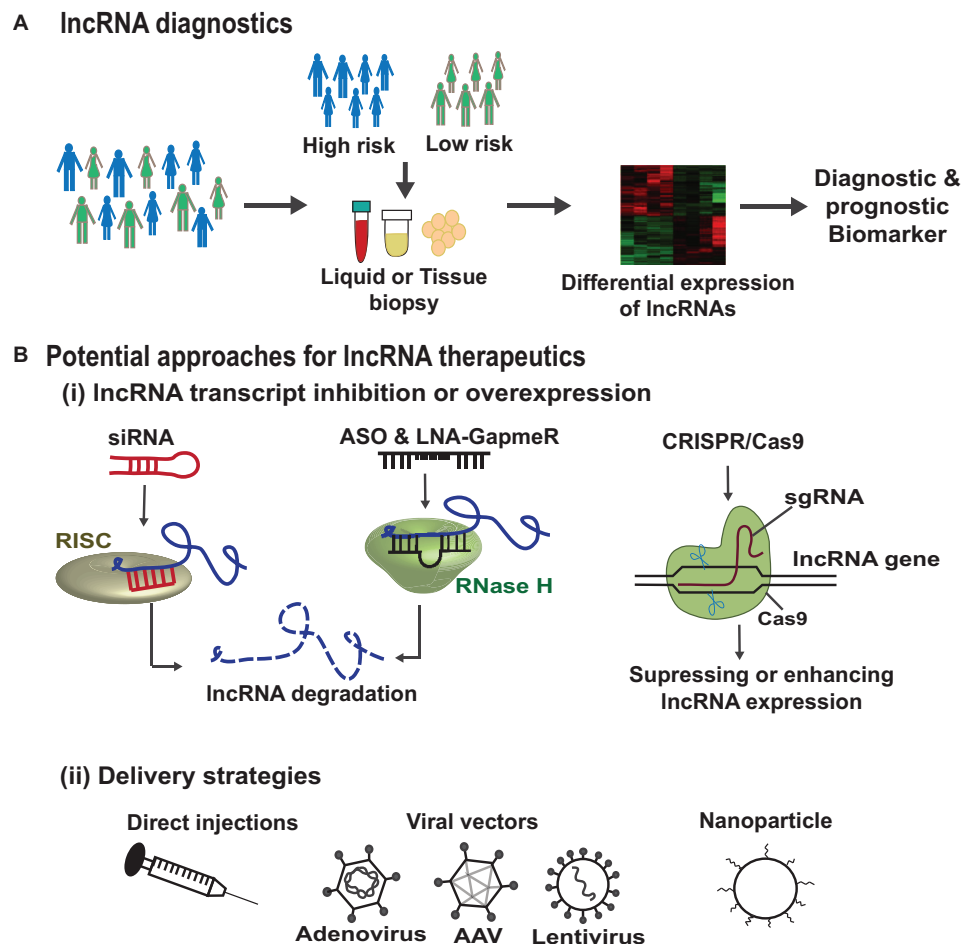 A lncRNA diagnostics
High risk
Low risk
Liquid or Tissue
biopsy
Differential expression
of lncRNAs
Diagnostic &
prognostic
Biomarker
B Potential approaches for lncRNA therapeutics
(i) lncRNA transcript inhibition or overexpression
siRNA
RISC
ASO & LNA-GapmeR
RNase H
lncRNA degradation
CRISPR/Cas9
sgRNA
lncRNA gene
Cas9
Supressing or enhancing
lncRNA expression
(ii) Delivery strategies
Direct injections
Viral vectors
Nanoparticle
Adenovirus
AAV
Lentivirus